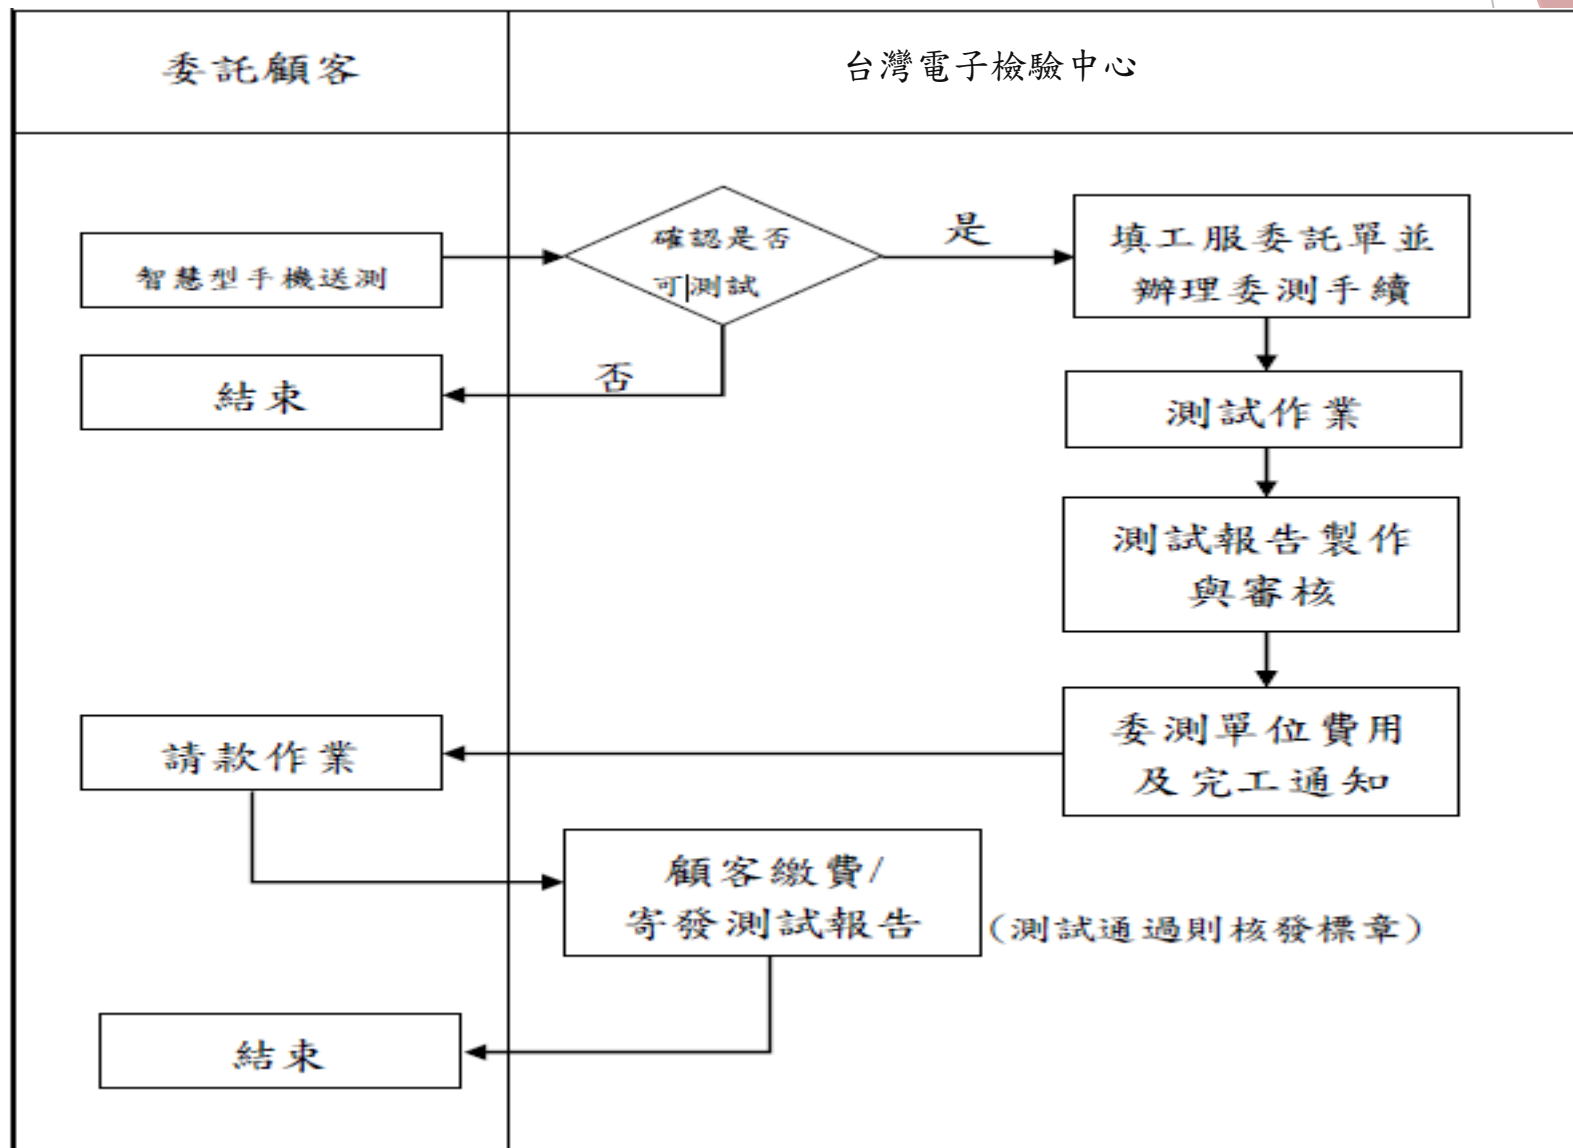 委託顧客
台灣電子檢驗中心
智慧型手機送測
確認是否
可測試
是
填工服委託單並
辦理委測手續
否
結束
測試作業
測試報告製作
與審核
委測單位費用
及完工通知
請款作業
顧客繳費/
寄發測試報告
(測試通過則核發標章)
結束